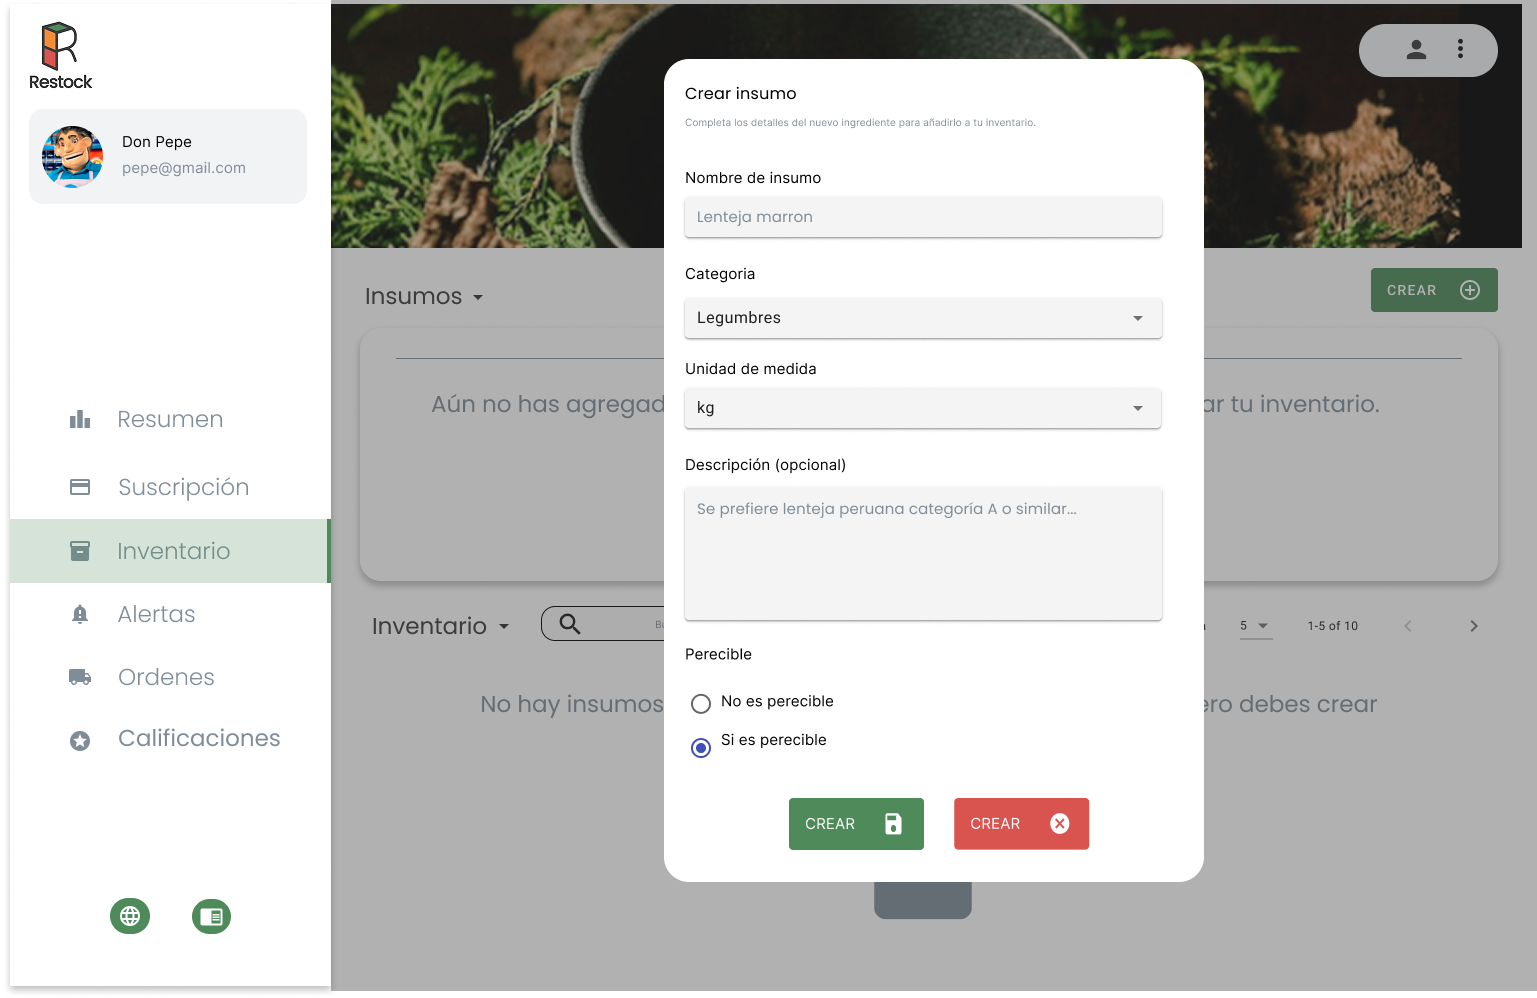 Restock
Don Pepe
pepe@gmail.com
Resumen
Suscripción
Inventario
Alertas
Ordenes
Calificaciones
Insumos
CREAR
Aún no has agregad
ar tu inventario.
Inventario
5
1-5 of 10
No hay insumos
ero debes crear
Crear insumo
Completa los detalles del nuevo ingrediente para añadirlo a tu inventario.
Nombre de insumo
Lenteja marron
Categoria
Legumbres
Unidad de medida
kg
Descripción (opcional)
Se prefiere lenteja peruana categoría A o similar...
Perecible
No es perecible
Si es perecible
CREAR
CREAR